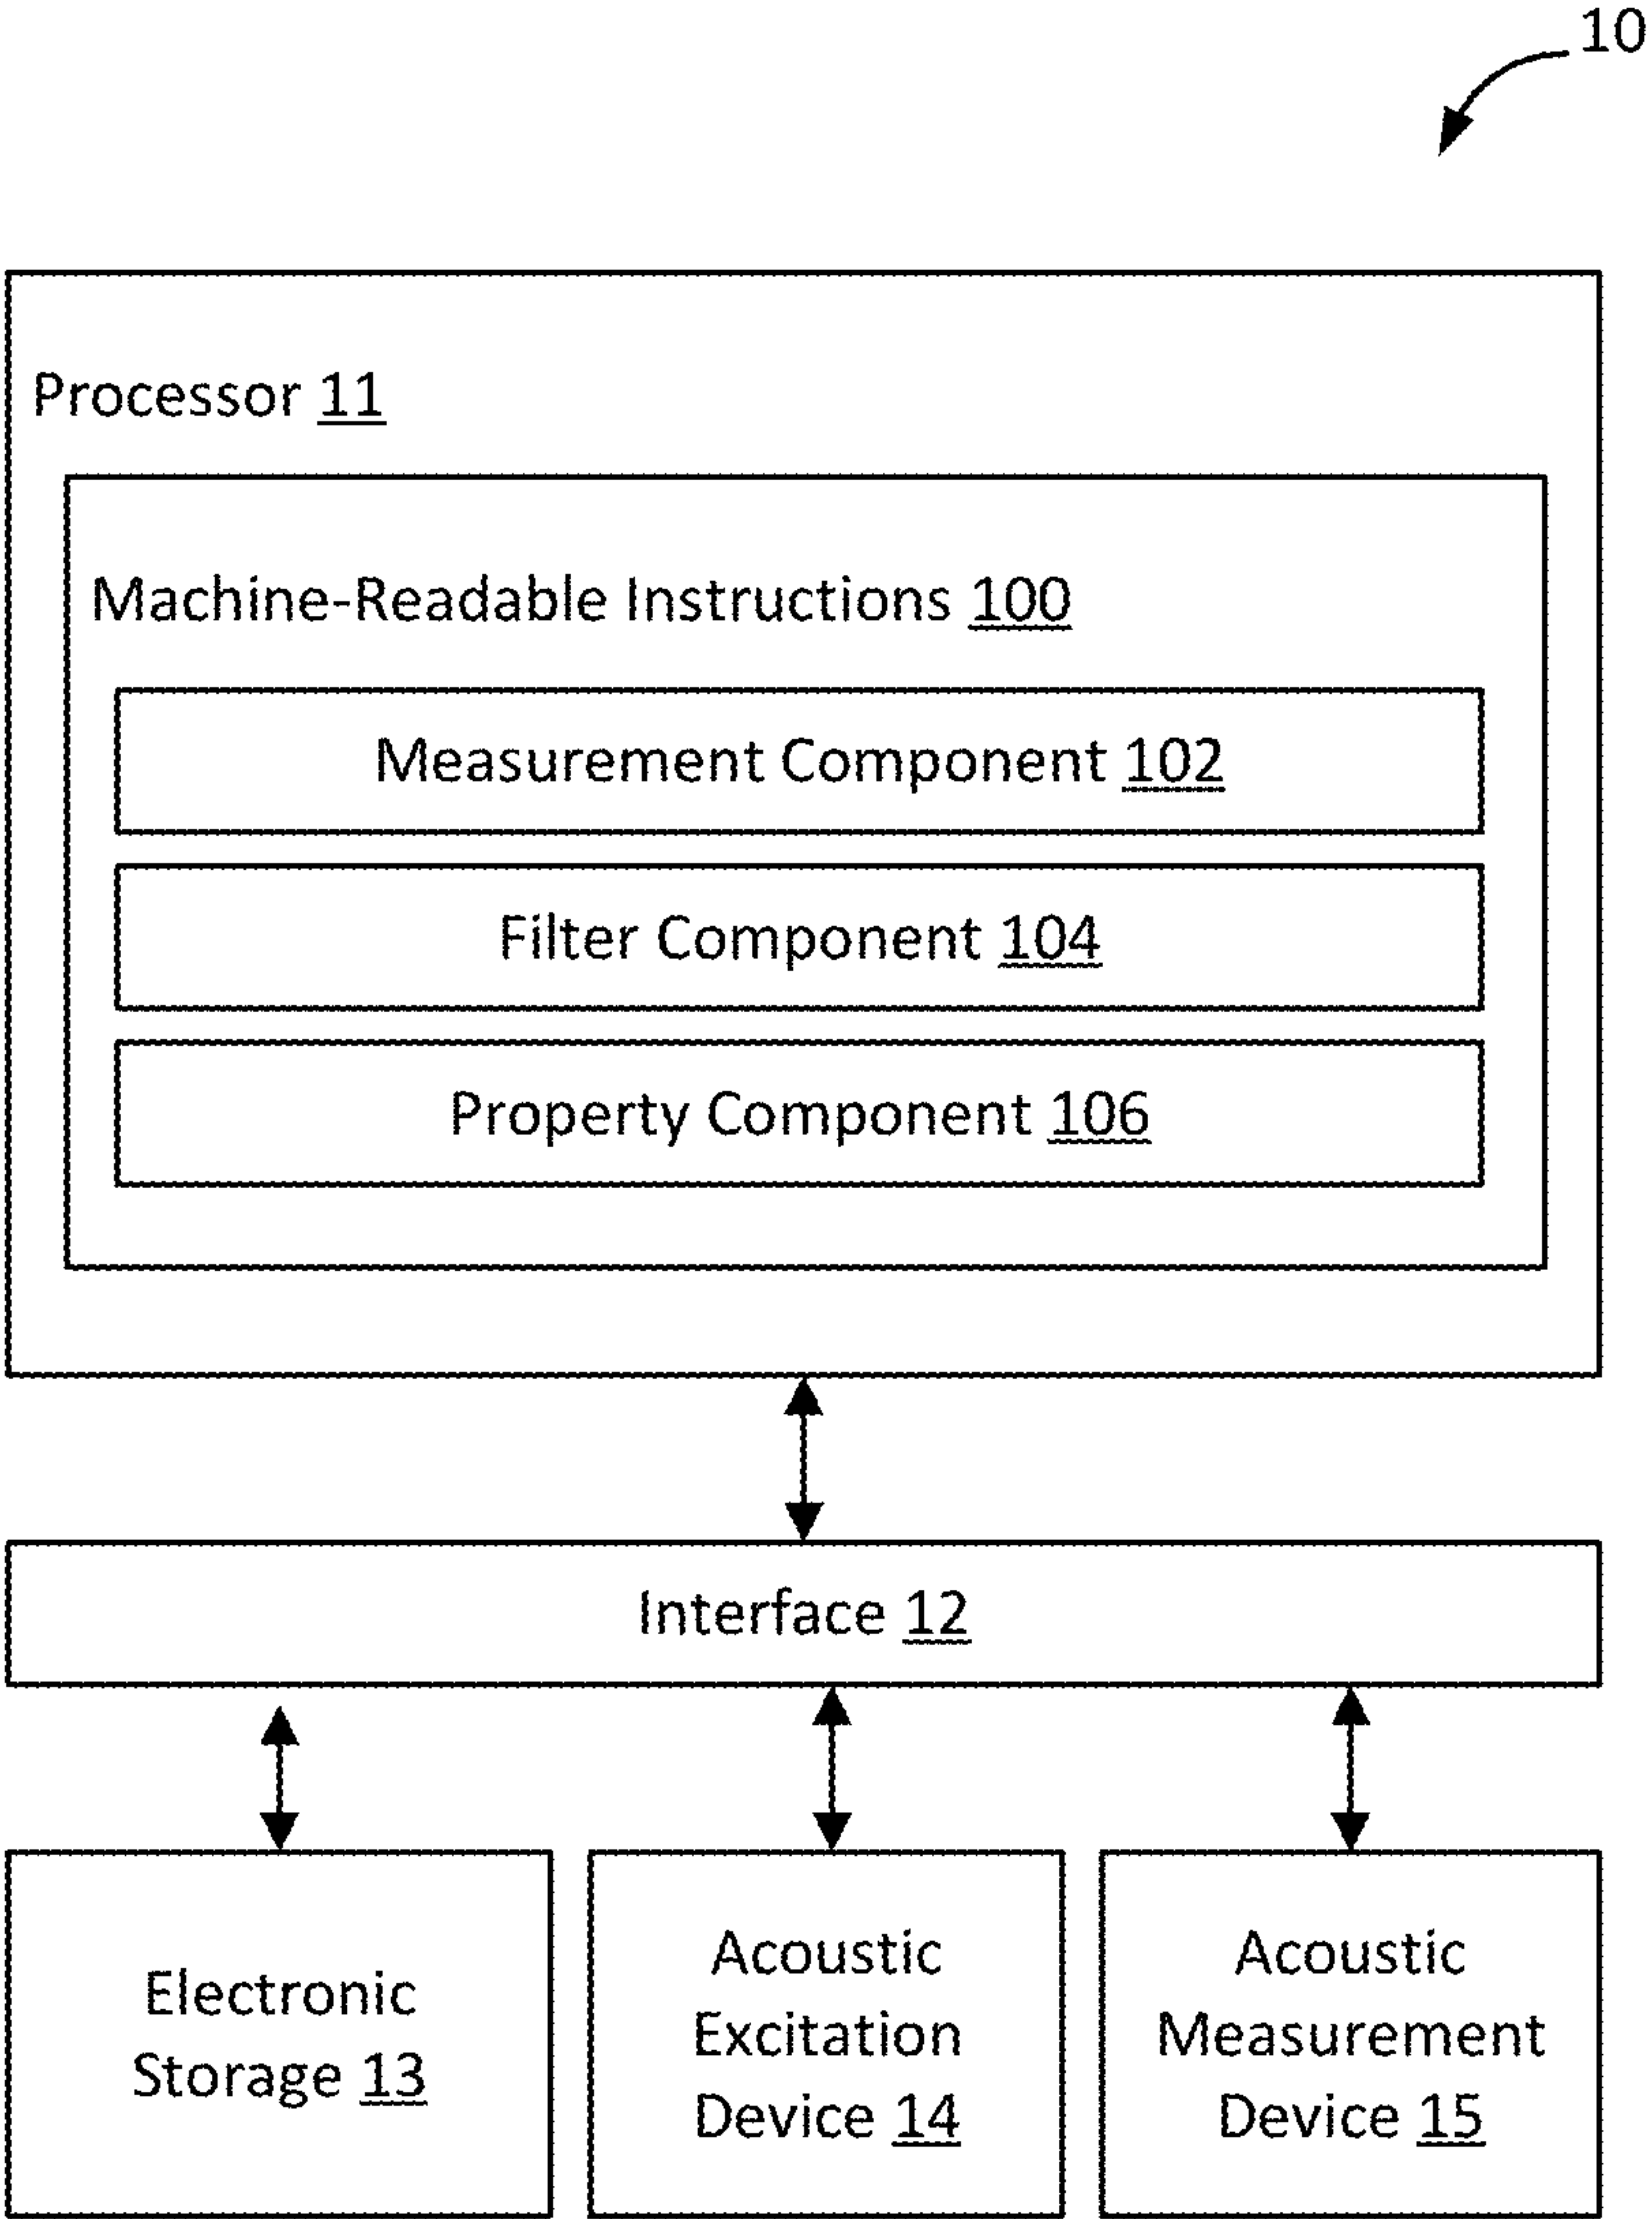 10
Processor 11
Machine-Readable Instructions 100
Measurement Component 102
Filter Component 104
Property Component 106
Interface 12
Electronic
Storage 13
Acoustic
Excitation
Device 14
Acoustic
Measurement
Device 15